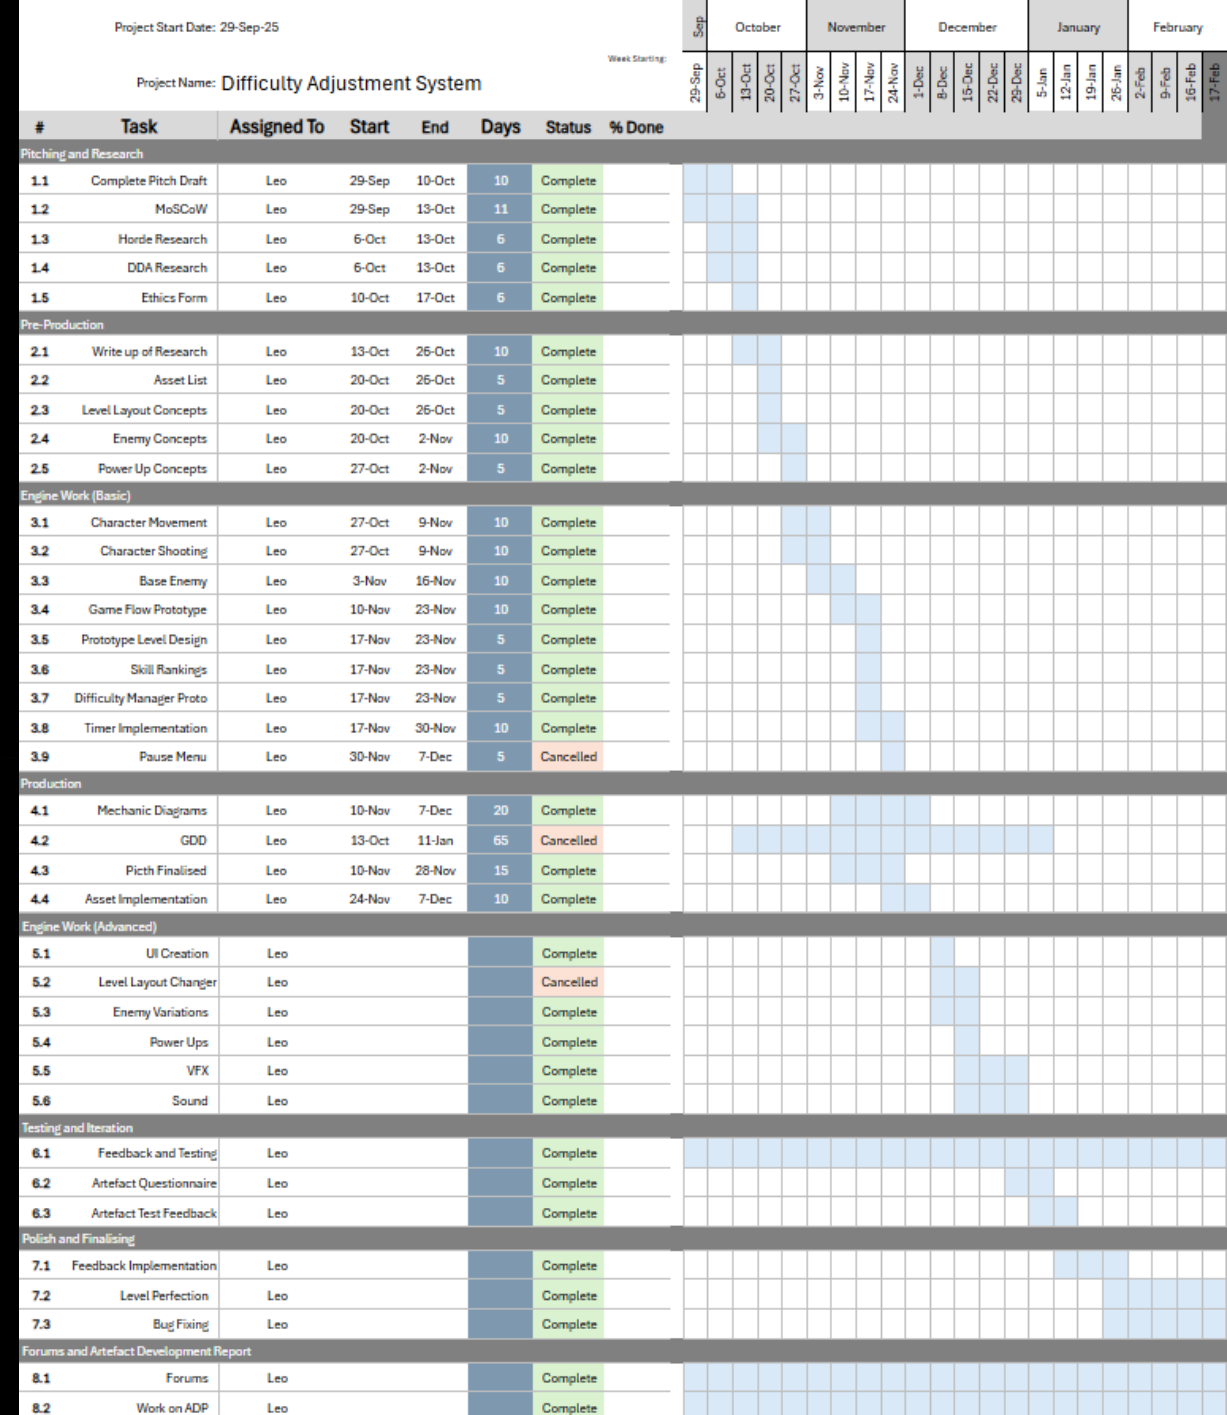 Project Start Date: 29-Sep-25
Sep October November December January February
Week Starting:
Project Name: Difficulty Adjustment System
29-Sep 6-Oct 13-Oct 20-Oct 27-Oct 3-Nov 10-Nov 17-Nov 24-Nov 1-Dec 8-Dec 15-Dec 22-Dec 29-Dec 5-Jan 12-Jan 19-Jan 26-Jan 2-Feb 9-Feb 16-Feb 17-Feb
# Task Assigned To Start End Days Status % Done
Pitching and Research
1.1 Complete Pitch Draft Leo 29-Sep 10-Oct 10 Complete
1.2 MoSCoW Leo 29-Sep 13-Oct 11 Complete
1.3 Horde Research Leo 6-Oct 13-Oct 6 Complete
1.4 DDA Research Leo 6-Oct 13-Oct 6 Complete
1.5 Ethics Form Leo 10-Oct 17-Oct 6 Complete
Pre-Production
2.1 Write up of Research Leo 13-Oct 26-Oct 10 Complete
2.2 Asset List Leo 20-Oct 26-Oct 5 Complete
2.3 Level Layout Concepts Leo 20-Oct 26-Oct 5 Complete
2.4 Enemy Concepts Leo 20-Oct 2-Nov 10 Complete
2.5 Power Up Concepts Leo 27-Oct 2-Nov 5 Complete
Engine Work (Basic)
3.1 Character Movement Leo 27-Oct 9-Nov 10 Complete
3.2 Character Shooting Leo 27-Oct 9-Nov 10 Complete
3.3 Base Enemy Leo 3-Nov 16-Nov 10 Complete
3.4 Game Flow Prototype Leo 10-Nov 23-Nov 10 Complete
3.5 Prototype Level Design Leo 17-Nov 23-Nov 5 Complete
3.6 Skill Rankings Leo 17-Nov 23-Nov 5 Complete
3.7 Difficulty Manager Proto Leo 17-Nov 23-Nov 5 Complete
3.8 Timer Implementation Leo 17-Nov 30-Nov 10 Complete
3.9 Pause Menu Leo 30-Nov 7-Dec 5 Cancelled
Production
4.1 Mechanic Diagrams Leo 10-Nov 7-Dec 20 Complete
4.2 GDD Leo 13-Oct 11-Jan 65 Cancelled
4.3 Picth Finalised Leo 10-Nov 28-Nov 15 Complete
4.4 Asset Implementation Leo 24-Nov 7-Dec 10 Complete
Engine Work (Advanced)
5.1 UI Creation Leo Complete
5.2 Level Layout Changer Leo Cancelled
5.3 Enemy Variations Leo Complete
5.4 Power Ups Leo Complete
5.5 VFX Leo Complete
5.6 Sound Leo Complete
Testing and Iteration
6.1 Feedback and Testing Leo Complete
6.2 Artefact Questionnaire Leo Complete
6.3 Artefact Test Feedback Leo Complete
Polish and Finalising
7.1 Feedback Implementation Leo Complete
7.2 Level Perfection Leo Complete
7.3 Bug Fixing Leo Complete
Forums and Artefact Development Report
8.1 Forums Leo Complete
8.2 Work on ADP Leo Complete